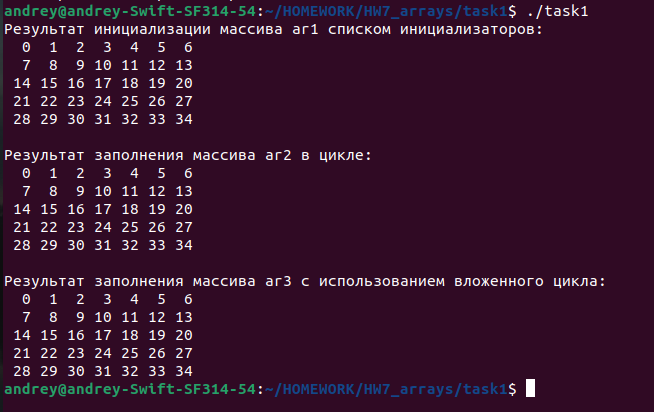 andrey@andrey-Swift-SF314-54:~/HOMEWORK/HW7_arrays/task1$ ./task1
Результат инициализации массива ar1 списком инициализаторов:
  0  1  2  3  4  5  6
  7  8  9 10 11 12 13
 14 15 16 17 18 19 20
 21 22 23 24 25 26 27
 28 29 30 31 32 33 34

Результат заполнения массива ar2 в цикле:
  0  1  2  3  4  5  6
  7  8  9 10 11 12 13
 14 15 16 17 18 19 20
 21 22 23 24 25 26 27
 28 29 30 31 32 33 34

Результат заполнения массива ar3 с использованием вложенного цикла:
  0  1  2  3  4  5  6
  7  8  9 10 11 12 13
 14 15 16 17 18 19 20
 21 22 23 24 25 26 27
 28 29 30 31 32 33 34
andrey@andrey-Swift-SF314-54:~/HOMEWORK/HW7_arrays/task1$